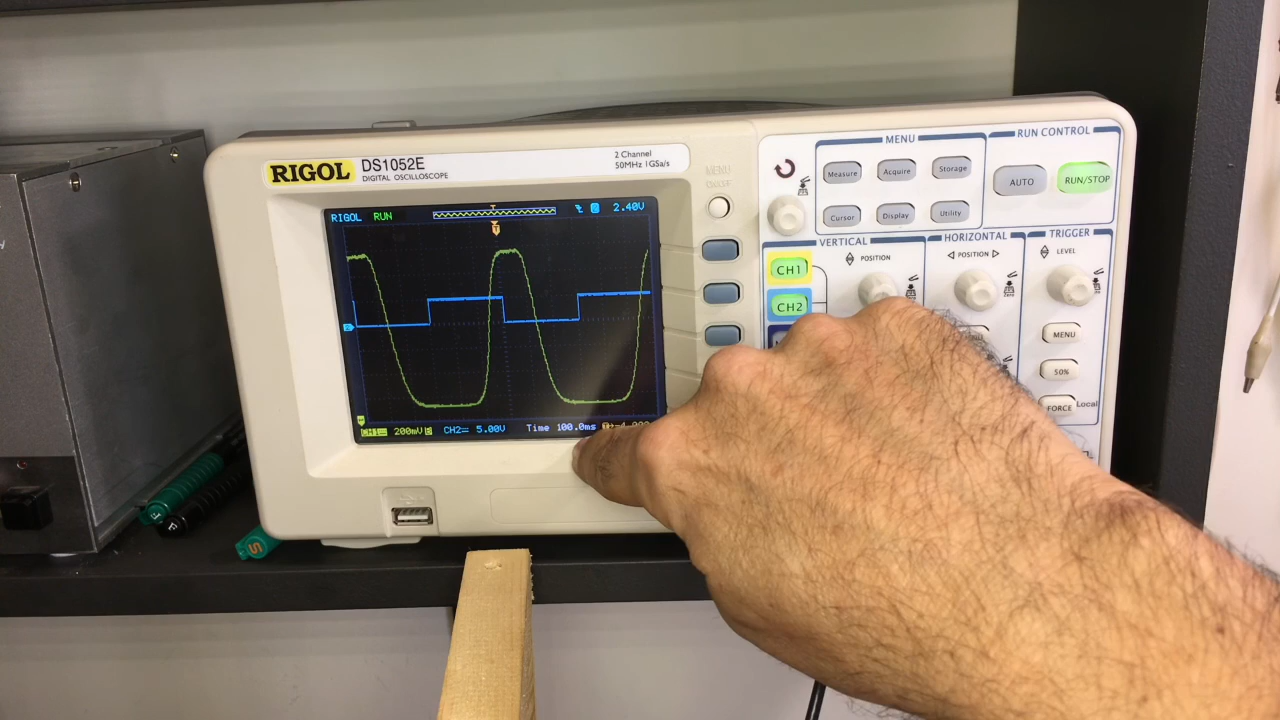 RIGOL DS1052E
DIGITAL OSCILLOSCOPE
2 Channel
50MHz 1GSa/s
RIGOL RUN
T
2.40V
CH1 200mV
CH2= 5.00V
Time 100.0ms
MENU
MENU
Measure
Acquire
Storage
Cursor
Display
Utility
RUN CONTROL
AUTO
RUN/STOP
VERTICAL
POSITION
CH1
CH2
HORIZONTAL
POSITION
TRIGGER
LEVEL
MENU
50%
FORCE
Local